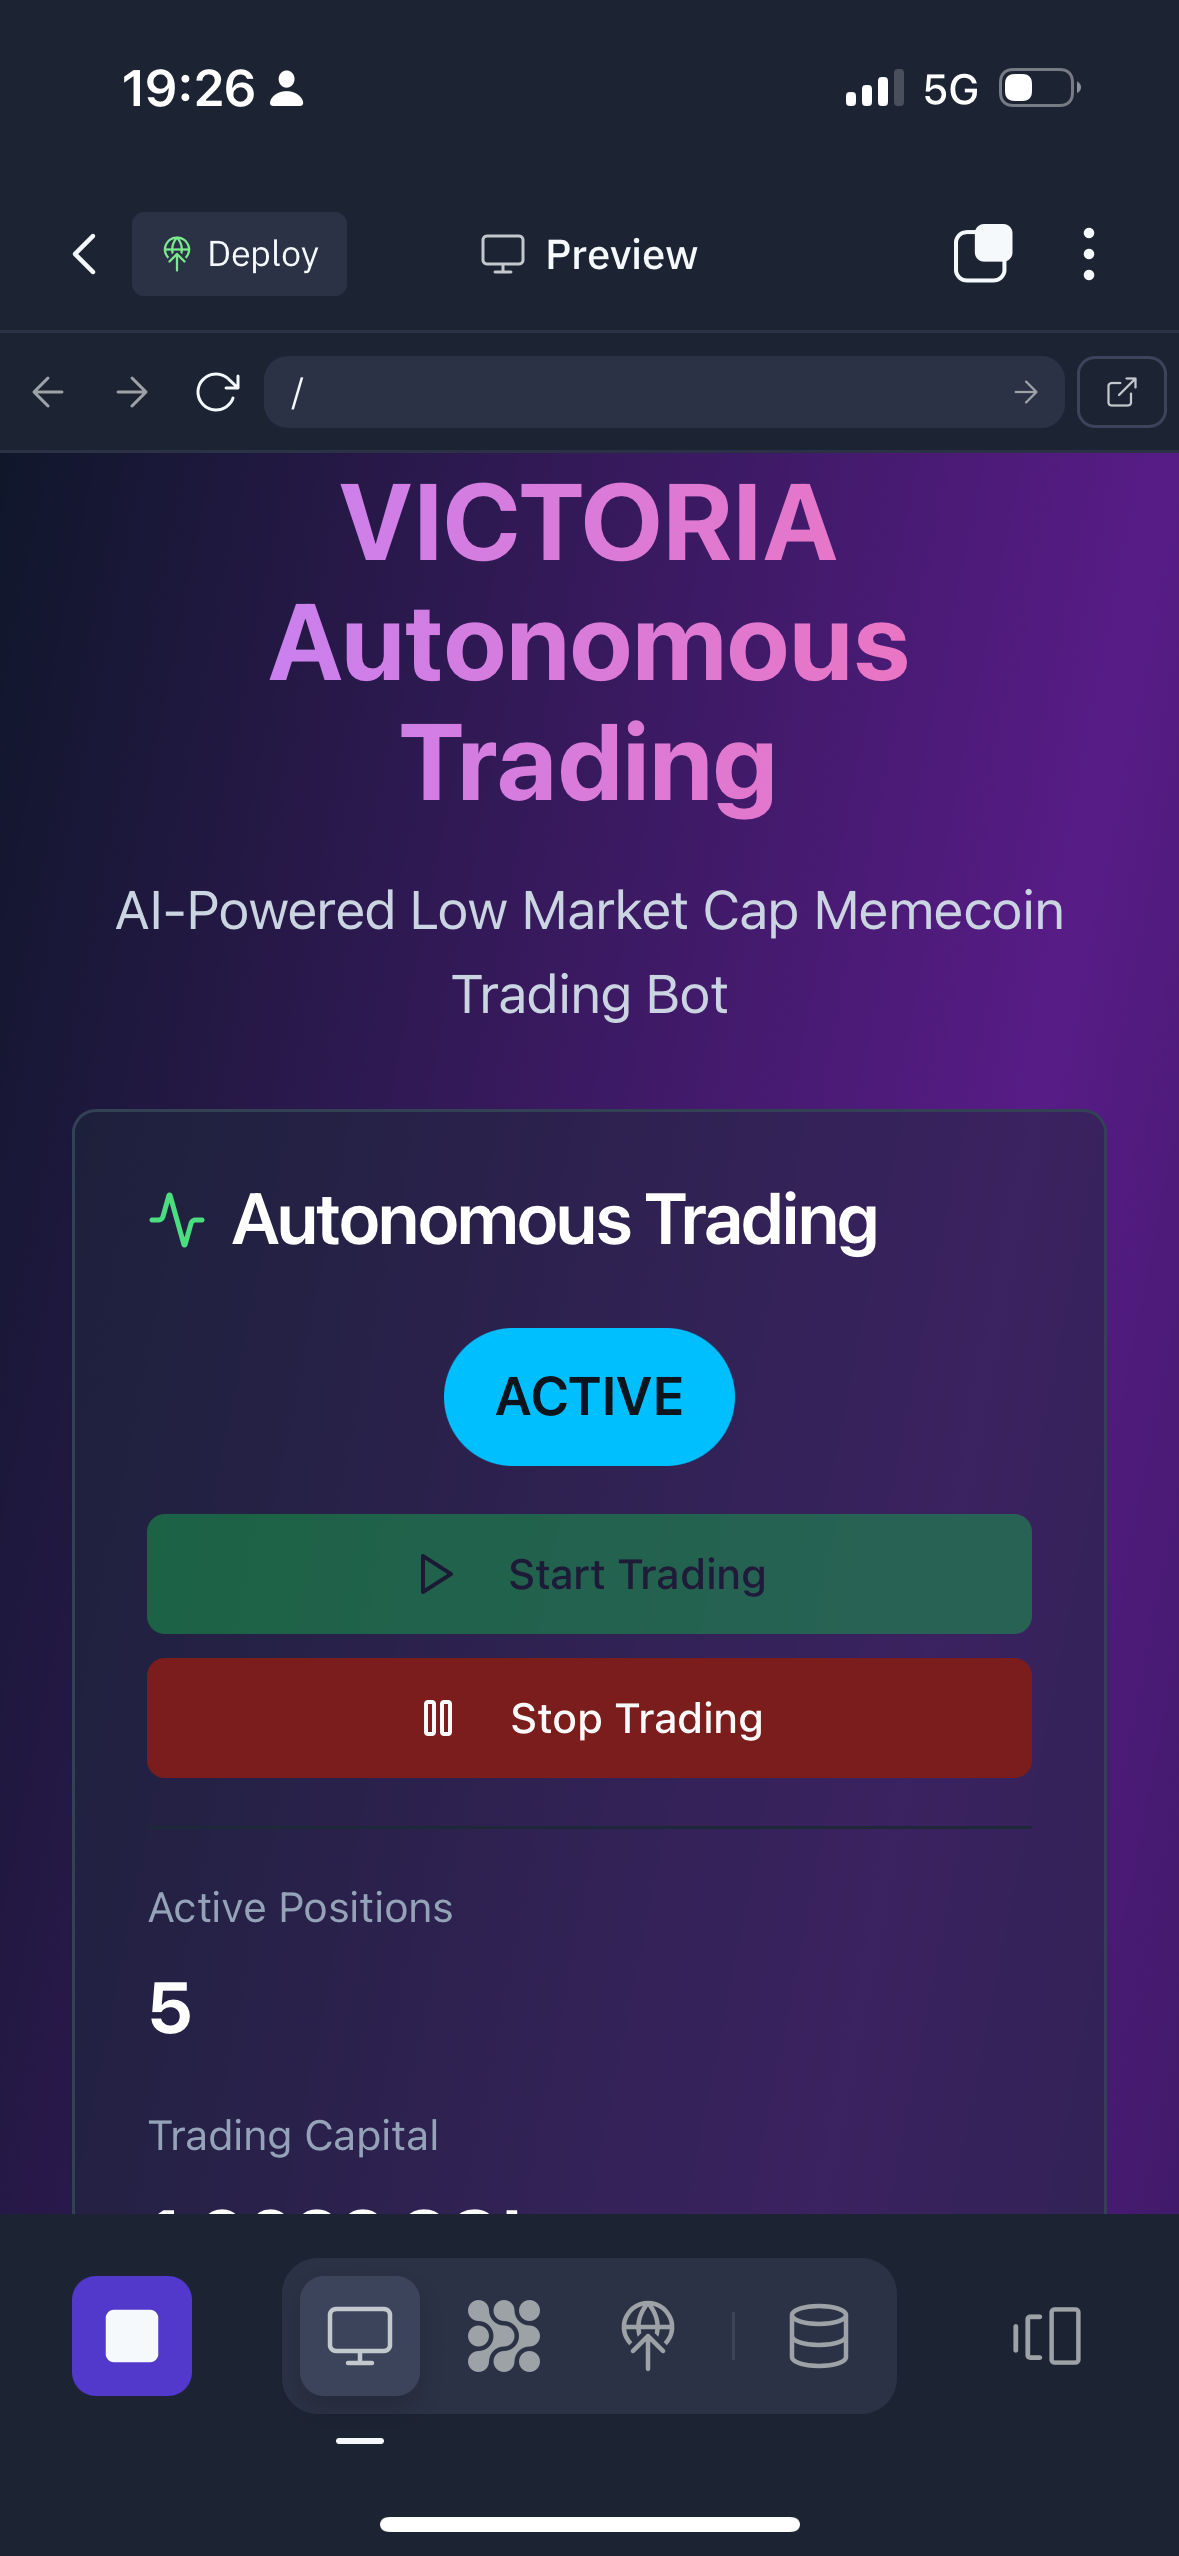 19:26
5G
Deploy
Preview
/
VICTORIA
Autonomous
Trading
AI-Powered Low Market Cap Memecoin
Trading Bot
Autonomous Trading
ACTIVE
Start Trading
Stop Trading
Active Positions
5
Trading Capital